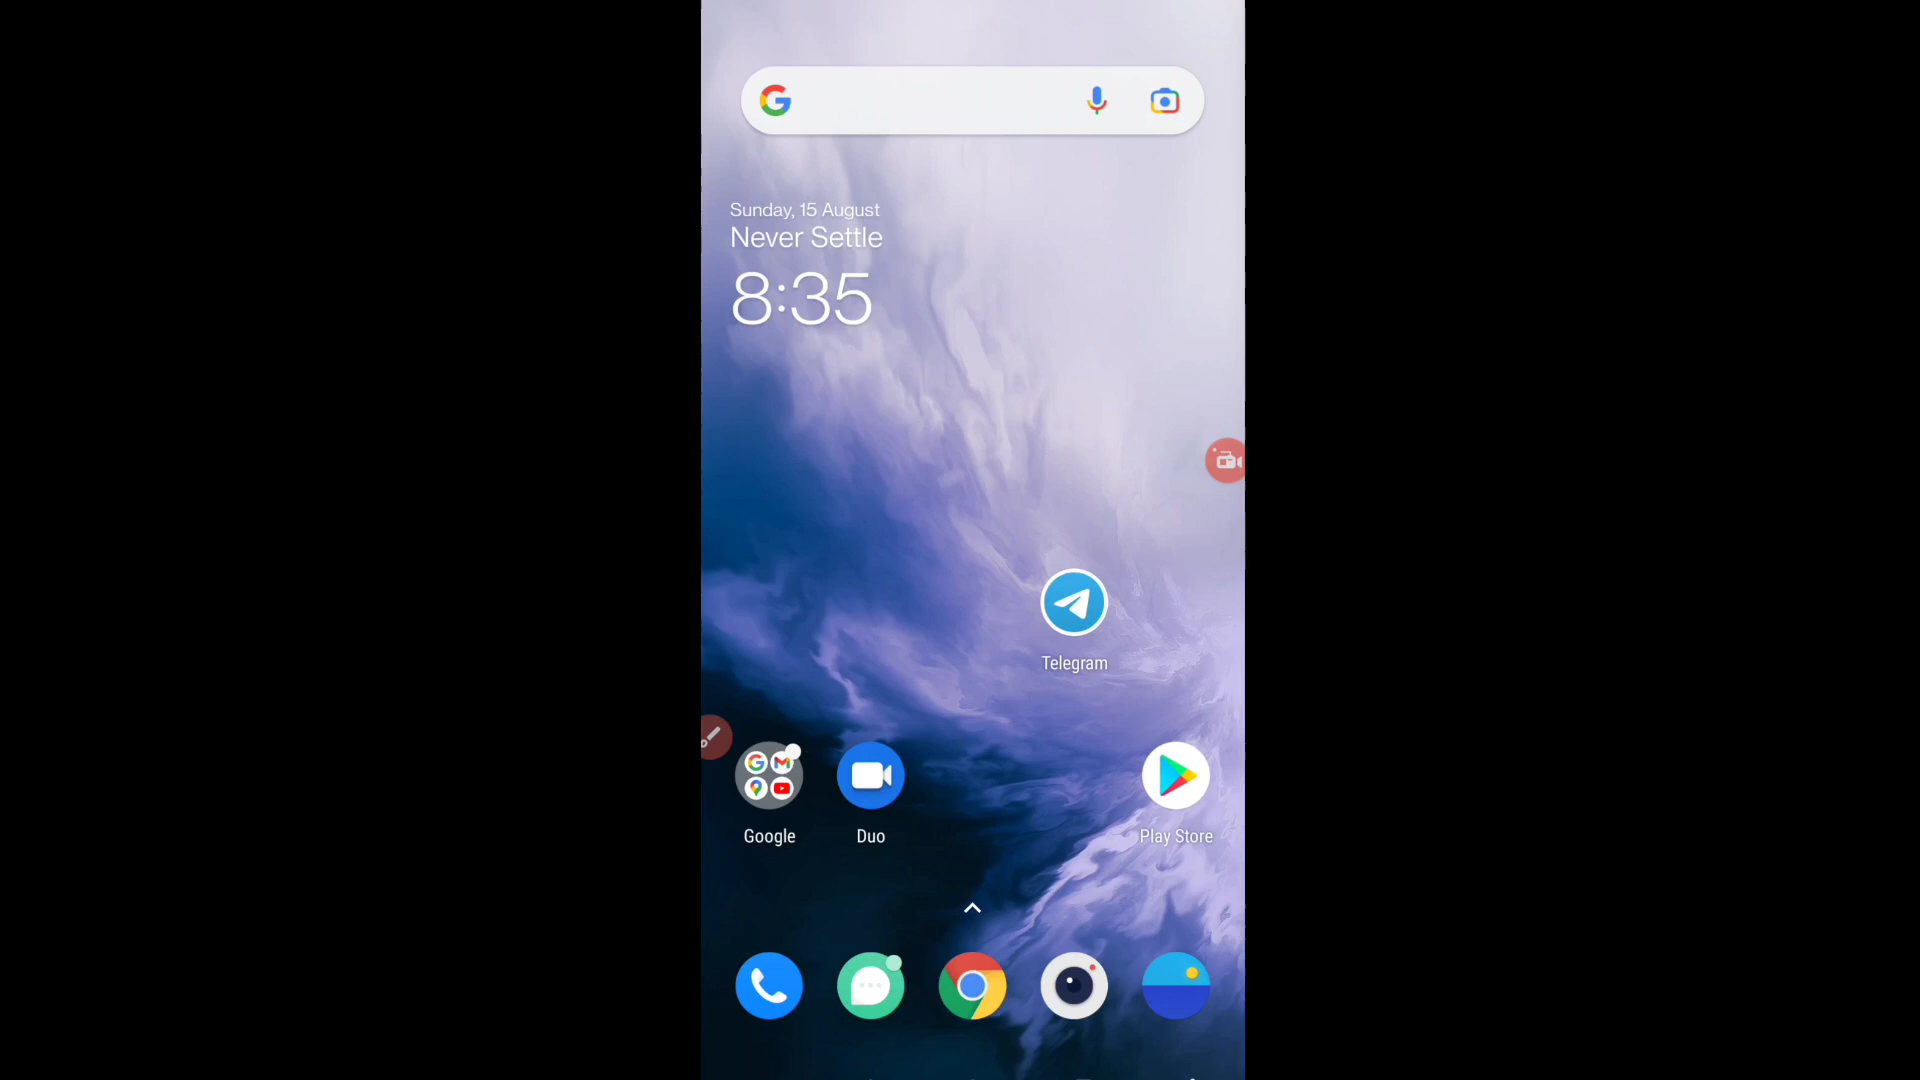 Sunday, 15 August
Never Settle
8:35
Telegram
Google
Duo
Play Store